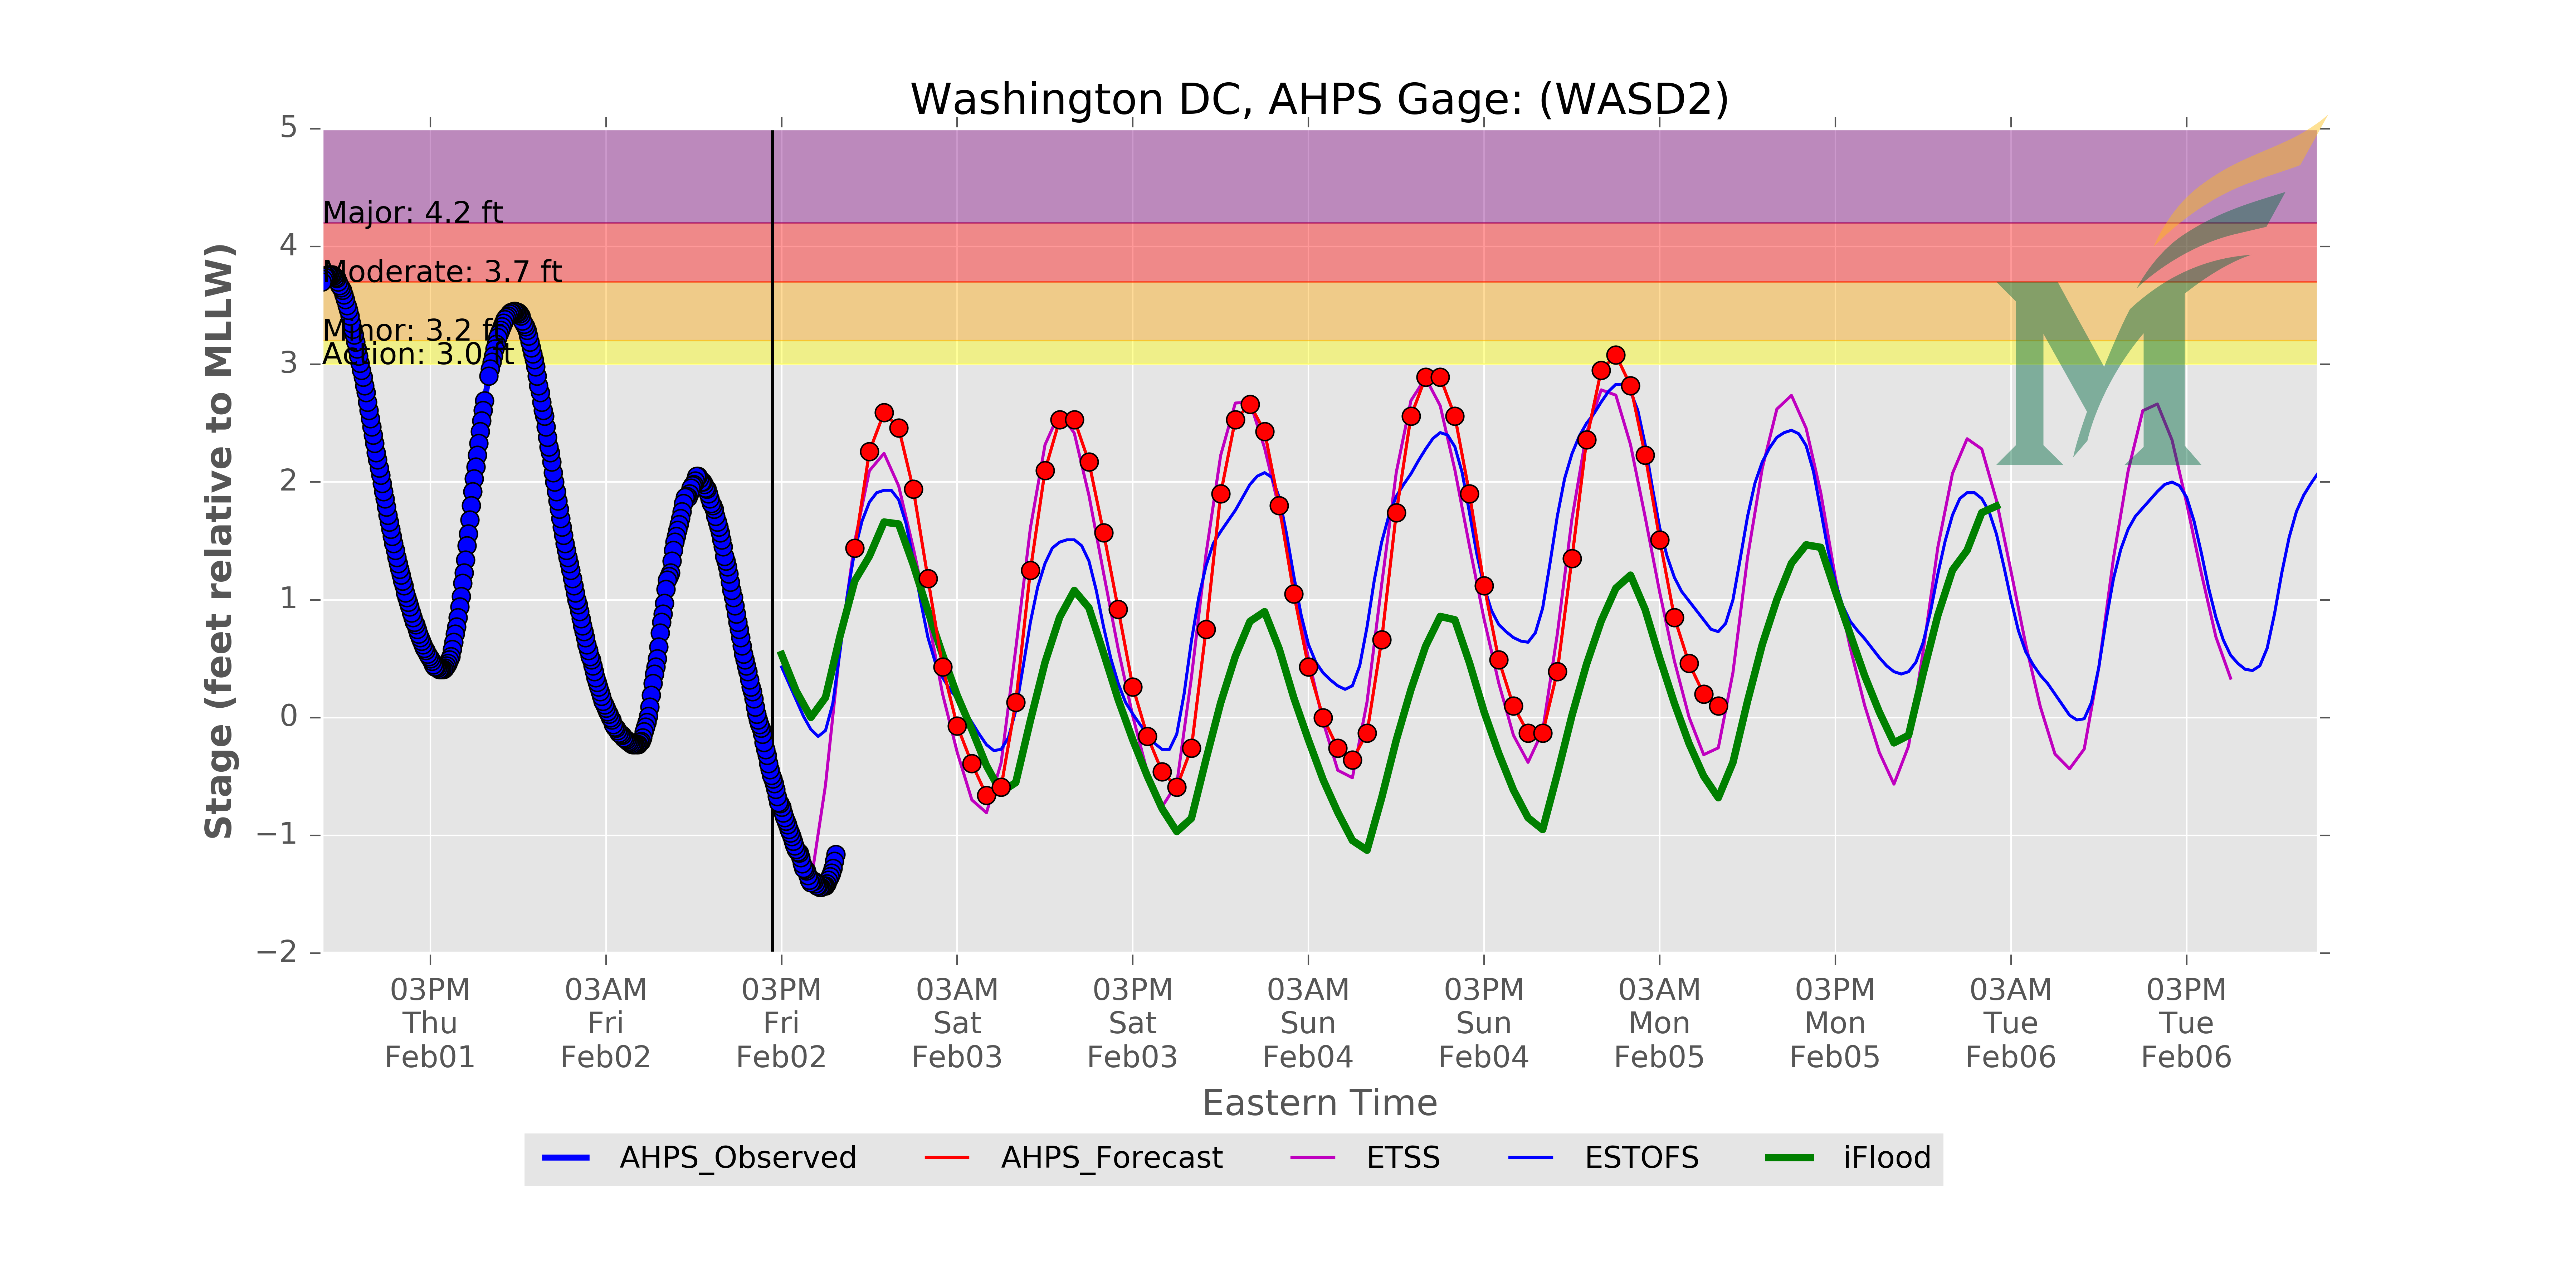 Washington DC, AHPS Gage: (WASD2)
5
4
3
2
1
0
−1
−2
Stage (feet relative to MLLW)
Major: 4.2 ft
Moderate: 3.7 ft
Minor: 3.2 ft
Action: 3.0 ft
03PM 03AM 03PM 03AM 03PM 03AM 03PM 03AM 03PM 03AM 03PM
Thu Fri Fri Sat Sat Sun Sun Mon Mon Tue Tue
Feb01 Feb02 Feb02 Feb03 Feb03 Feb04 Feb04 Feb05 Feb05 Feb06 Feb06
Eastern Time
AHPS_Observed AHPS_Forecast ETSS ESTOFS iFlood
M